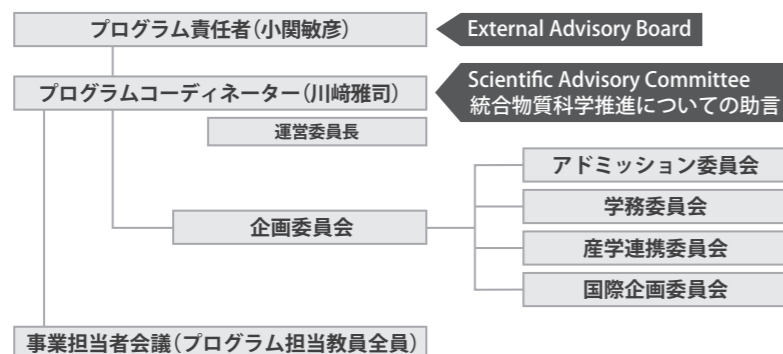 プログラム責任者(小関敏彦)
External Advisory Board
プログラムコーディネーター(川﨑雅司)
Scientific Advisory Committee
統合物質科学推進についての助言
運営委員長
アドミッション委員会
企画委員会
学務委員会
産学連携委員会
国際企画委員会
事業担当者会議(プログラム担当教員全員)